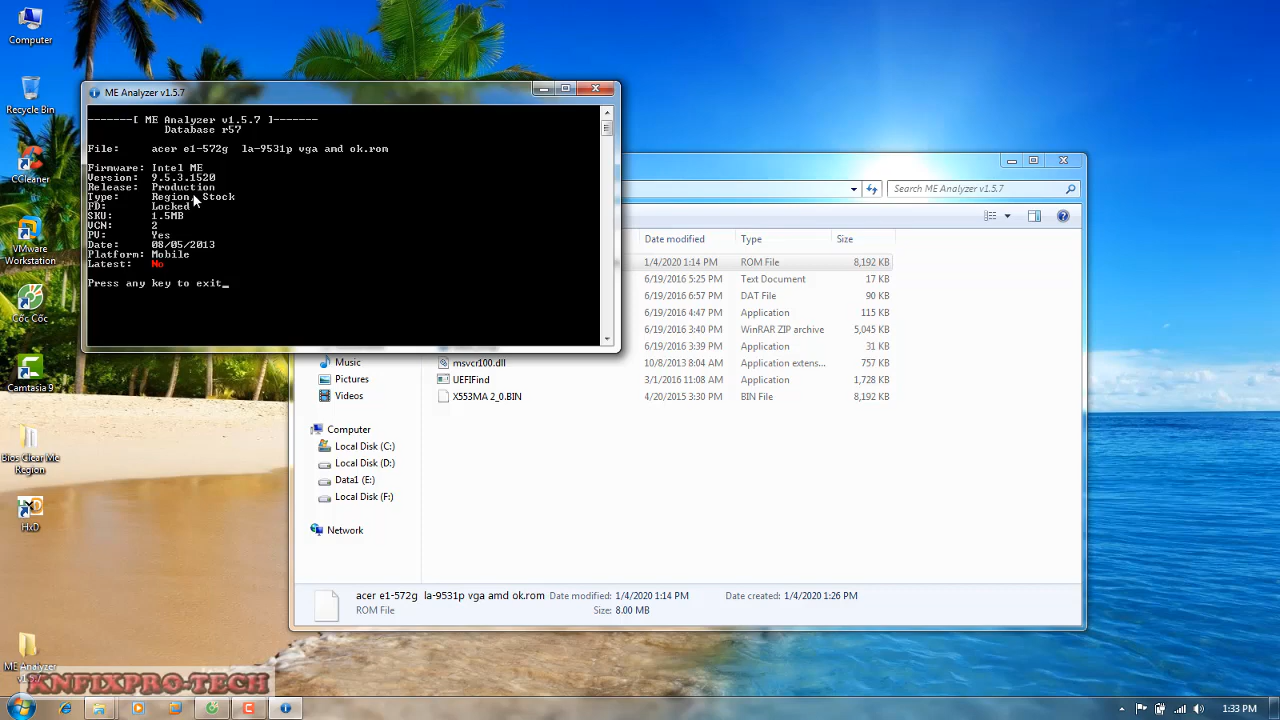 Computer
Recycle Bin
CCleaner
VMware
Workstation
Cốc Cốc
Camtasia 9
Bios Clear Me
Region
HxD
ME Analyzer
v1.5.7
ME Analyzer v1.5.7
-------[ ME Analyzer v1.5.7 ]-------
Database r57
File: acer e1-572g la-9531p vga amd ok.rom
Firmware: Intel ME
Version: 9.5.3.1520
Release: Production
Type: Region, Stock
FD: Locked
SKU: 1.5MB
VCN: 2
PV: Yes
Date: 08/05/2013
Platform: Mobile
Latest: No
Press any key to exit_
Search ME Analyzer v1.5.7
Date modified Type Size
1/4/2020 1:14 PM ROM File 8,192 KB
6/19/2016 5:25 PM Text Document 17 KB
6/19/2016 6:57 PM DAT File 90 KB
6/19/2016 4:47 PM Application 115 KB
6/19/2016 3:40 PM WinRAR ZIP archive 5,045 KB
6/19/2016 3:39 PM Application 31 KB
msvcr100.dll 10/8/2013 8:04 AM Application extens... 757 KB
UEFIFind 3/1/2016 11:08 AM Application 1,728 KB
X553MA 2_0.BIN 4/20/2015 3:30 PM BIN File 8,192 KB
Music
Pictures
Videos
Computer
Local Disk (C:)
Local Disk (D:)
Data1 (E:)
Local Disk (F:)
Network
acer e1-572g la-9531p vga amd ok.rom Date modified: 1/4/2020 1:14 PM Date created: 1/4/2020 1:26 PM
ROM File Size: 8.00 MB
KNFIXPRO-TECH
1:33 PM